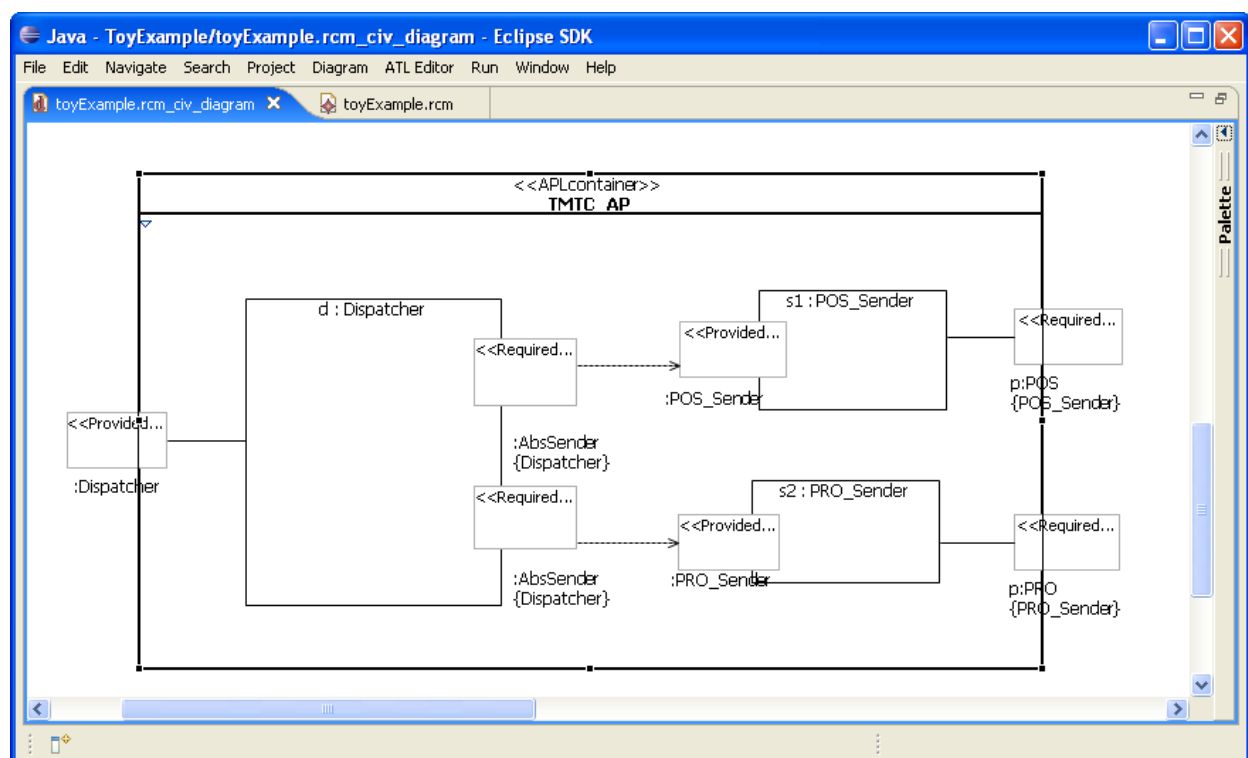 Java - ToyExample/toyExample.rcm_civ_diagram - Eclipse SDK
File Edit Navigate Search Project Diagram ATL Editor Run Window Help
toyExample.rcm_civ_diagram toyExample.rcm
Palette
<<APLcontainer>>
TMTC_AP
d : Dispatcher
<<Required...
:AbsSender
{Dispatcher}
<<Required...
:AbsSender
{Dispatcher}
<<Provided...
:Dispatcher
s1 : POS_Sender
<<Provided...
:POS_Sender
<<Required...
p:POS
{POS_Sender}
s2 : PRO_Sender
<<Provided...
:PRO_Sender
<<Required...
p:PRO
{PRO_Sender}